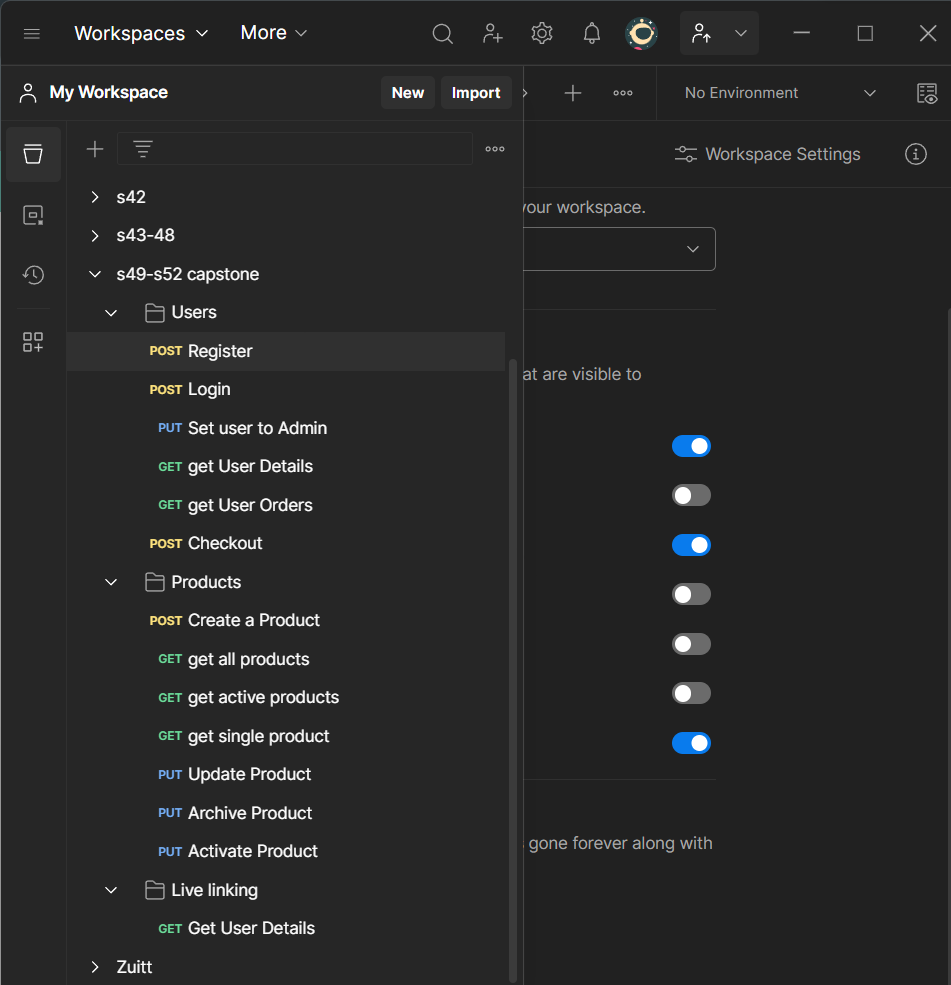 Workspaces More
My Workspace New Import No Environment
Workspace Settings
s42
your workspace.
s43-48
s49-s52 capstone
Users
POST Register
at are visible to
POST Login
PUT Set user to Admin
GET get User Details
GET get User Orders
POST Checkout
Products
POST Create a Product
GET get all products
GET get active products
GET get single product
PUT Update Product
PUT Archive Product
gone forever along with
PUT Activate Product
Live linking
GET Get User Details
Zuitt